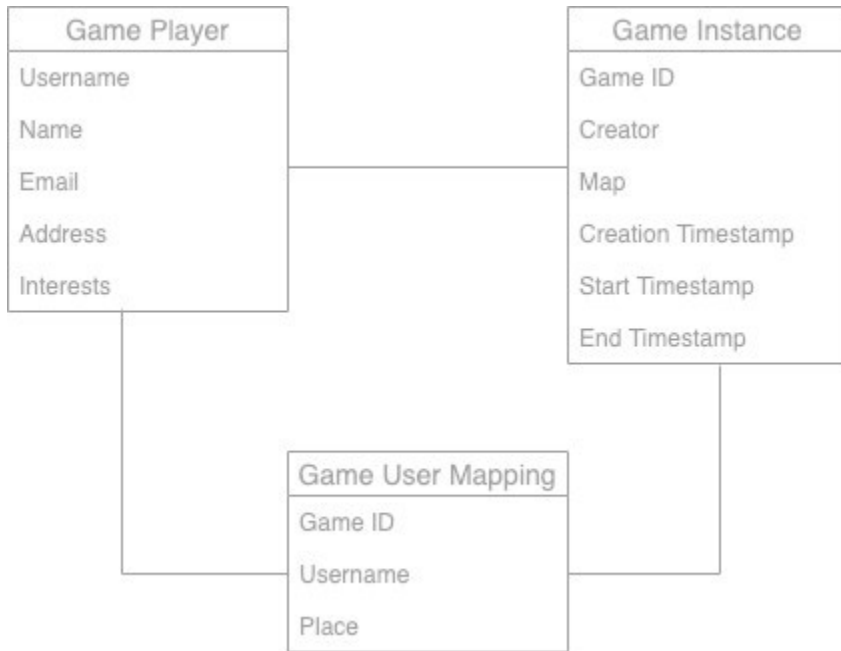 Game Player
Username
Name
Email
Address
Interests
Game Instance
Game ID
Creator
Map
Creation Timestamp
Start Timestamp
End Timestamp
Game User Mapping
Game ID
Username
Place